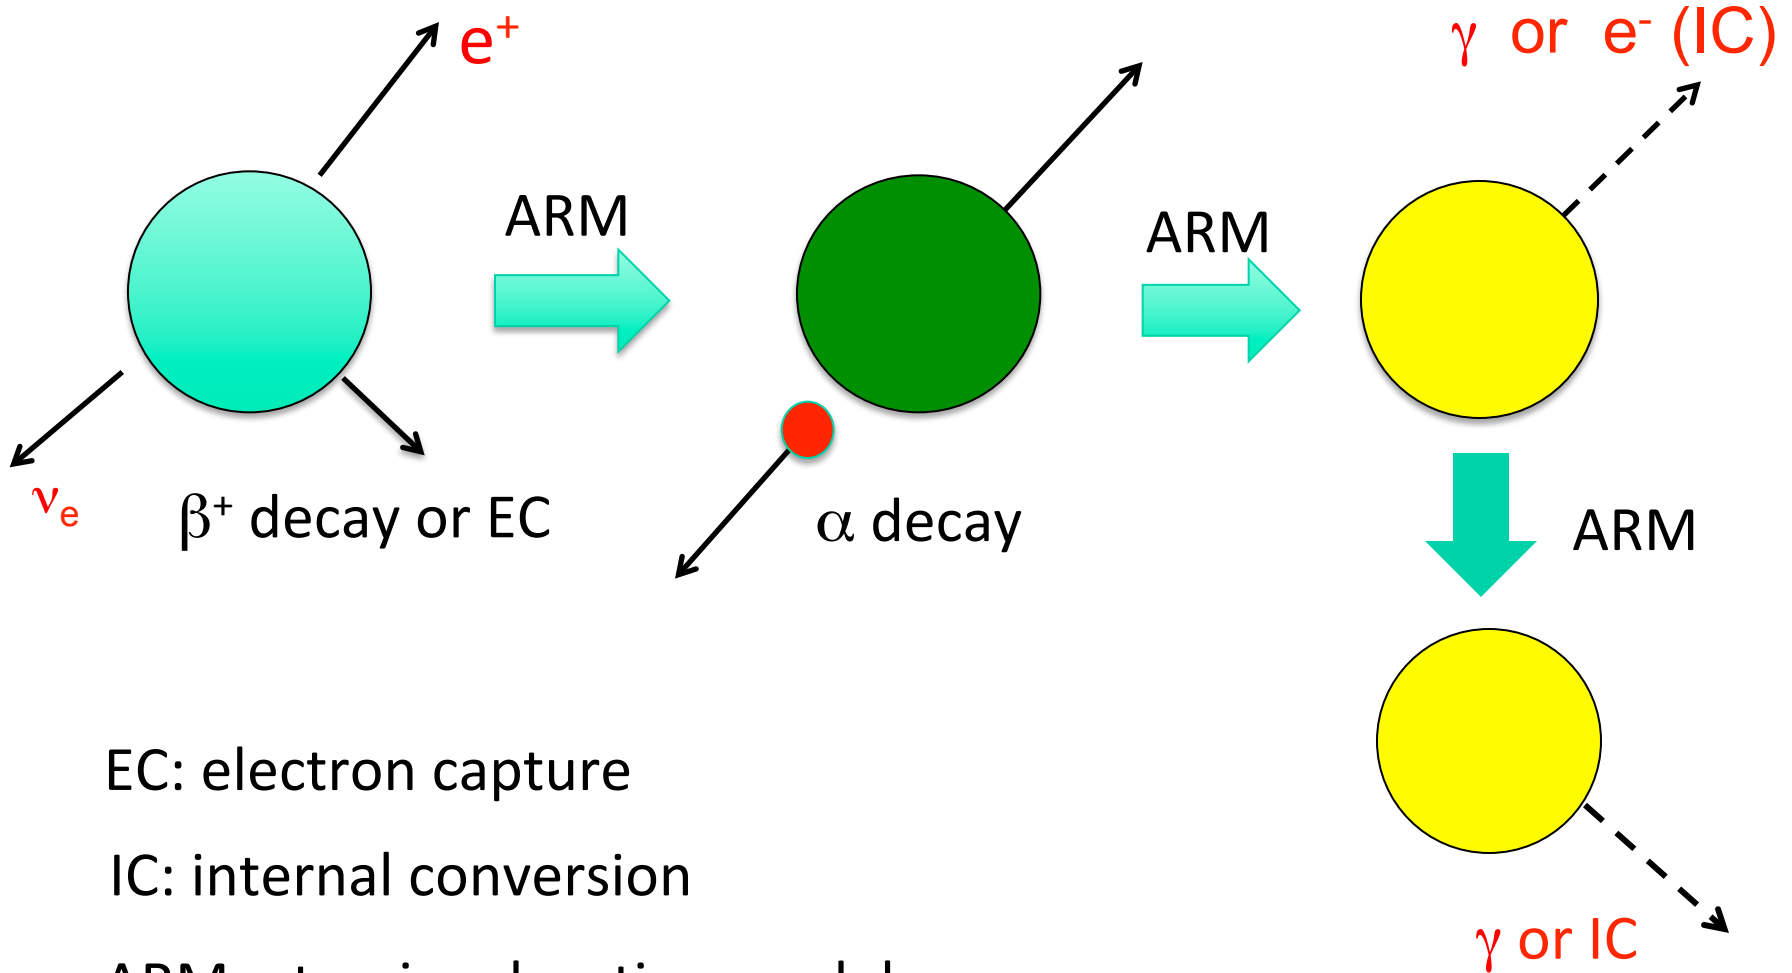 e⁺
γ or e⁻ (IC)
ARM
ARM
νₑ
β⁺ decay or EC
α decay
ARM
EC: electron capture
IC: internal conversion
γ or IC